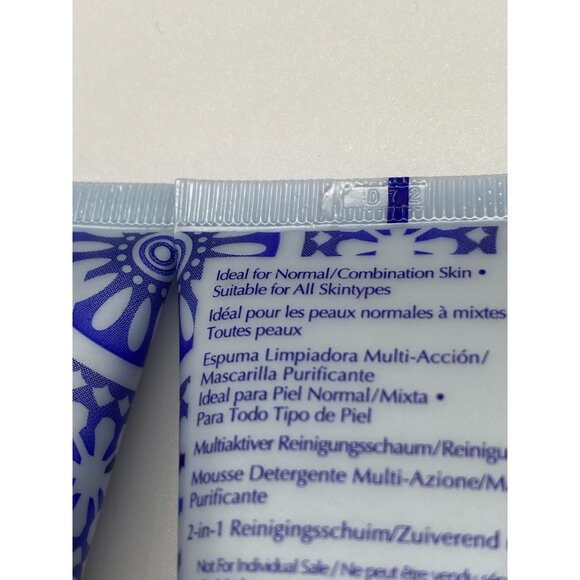 D72
Ideal for Normal/Combination Skin •
Suitable for All Skintypes
Idéal pour les peaux normales à mixtes
Toutes peaux
Espuma Limpiadora Multi-Acción/
Mascarilla Purificante
Ideal para Piel Normal/Mixta •
Para Todo Tipo de Piel
Multiaktiver Reinigungsschaum/Reinigu
Mousse Detergente Multi-Azione/Ma
Purificante
2-in-1 Reinigingsschuim/Zuiverend
Not For Individual Sale/Ne peut être vendu